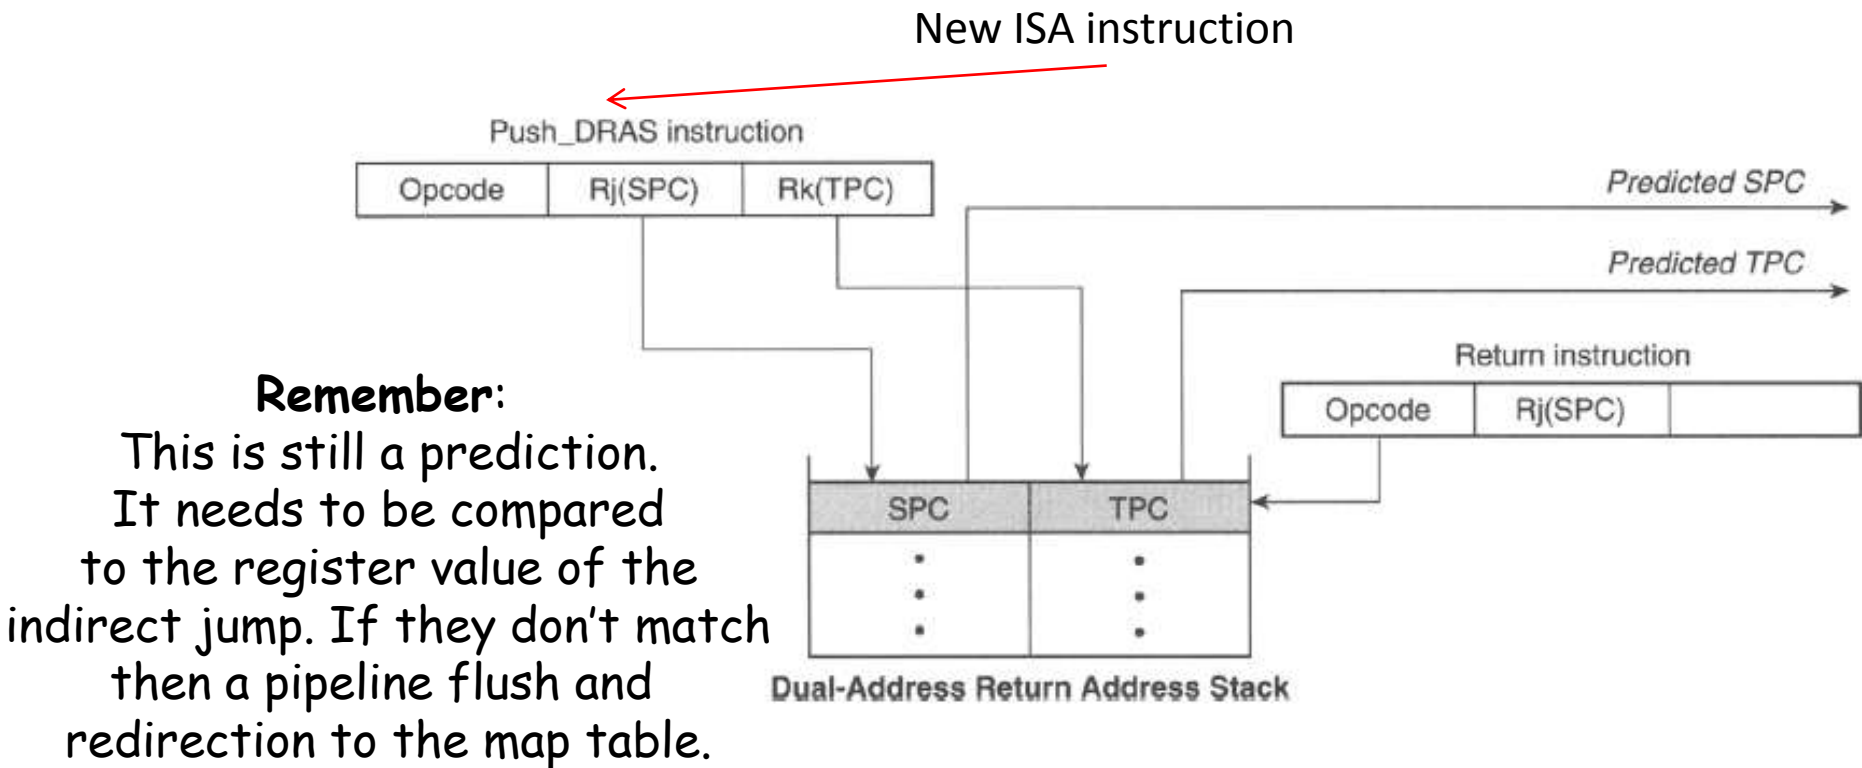 New ISA instruction
Push_DRAS instruction
Opcode Rj(SPC) Rk(TPC)
Predicted SPC
Predicted TPC
Return instruction
Opcode Rj(SPC)
Remember:
This is still a prediction.
It needs to be compared
to the register value of the
indirect jump. If they don't match
then a pipeline flush and
redirection to the map table.
SPC TPC
Dual-Address Return Address Stack